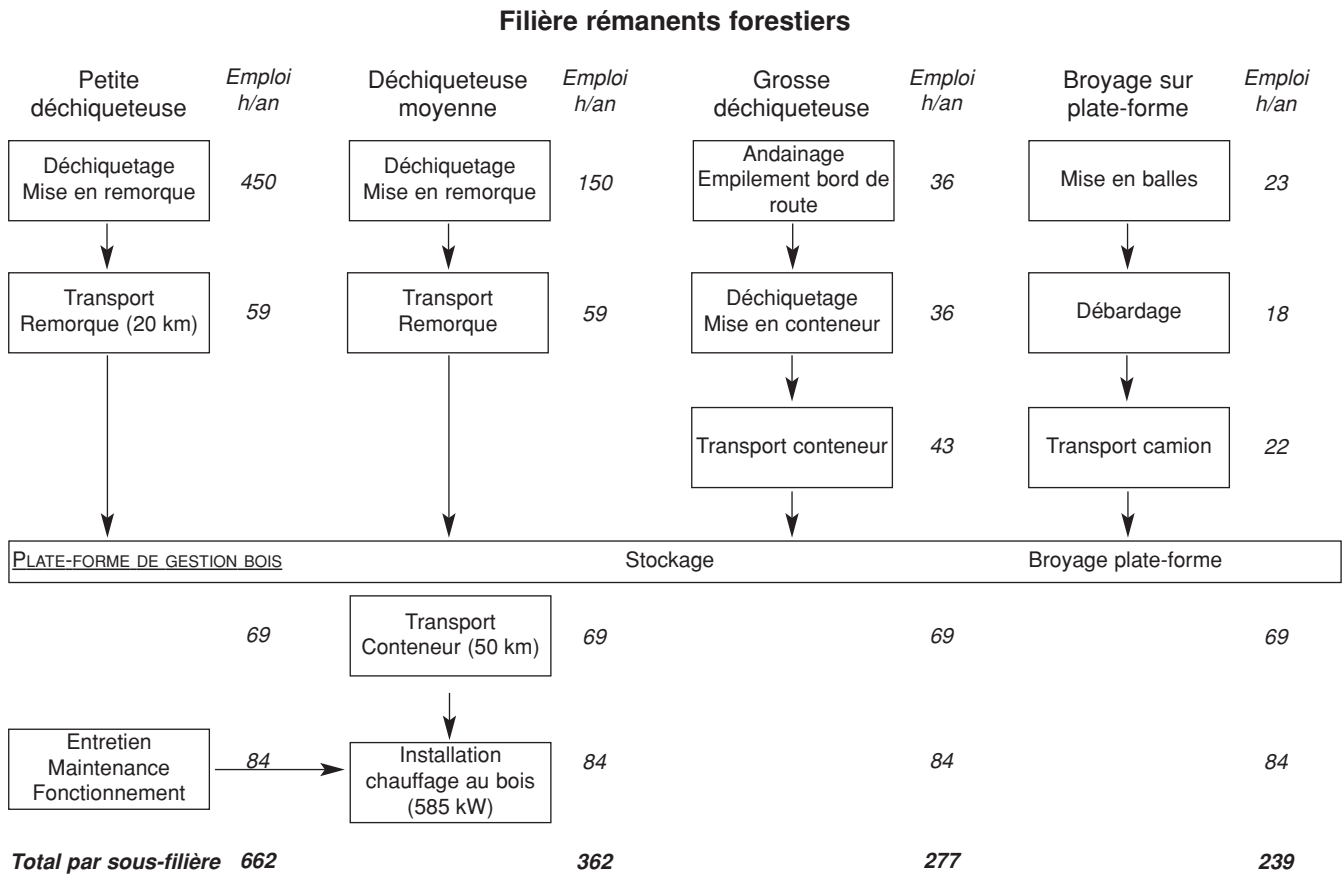 Filière rémanents forestiers
Petite
déchiqueteuse
Emploi
h/an
Déchiqueteuse
moyenne
Emploi
h/an
Grosse
déchiqueteuse
Emploi
h/an
Broyage sur
plate-forme
Emploi
h/an
Déchiquetage
Mise en remorque
450
Déchiquetage
Mise en remorque
150
Andainage
Empilement bord de
route
36
Mise en balles
23
Transport
Remorque (20 km)
59
Transport
Remorque
59
Déchiquetage
Mise en conteneur
36
Débardage
18
Transport conteneur
43
Transport camion
22
PLATE-FORME DE GESTION BOIS Stockage Broyage plate-forme
69
Transport
Conteneur (50 km)
69
69
69
Entretien
Maintenance
Fonctionnement
84
Installation
chauffage au bois
(585 kW)
84
84
84
Total par sous-filière 662 362 277 239